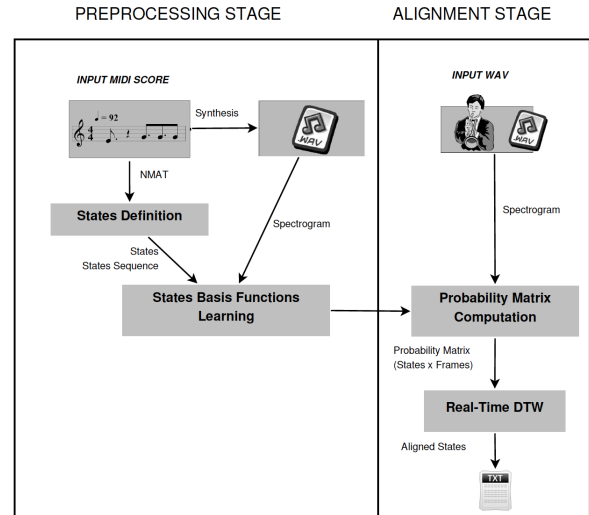 PREPROCESSING STAGE
ALIGNMENT STAGE
INPUT MIDI SCORE
INPUT WAV
= 92
4
4
Synthesis
WAV
WAV
NMAT
Spectrogram
States Definition
Spectrogram
States
States Sequence
States Basis Functions
Learning
Probability Matrix
Computation
Probability Matrix
(States x Frames)
Real-Time DTW
Aligned States
TXT